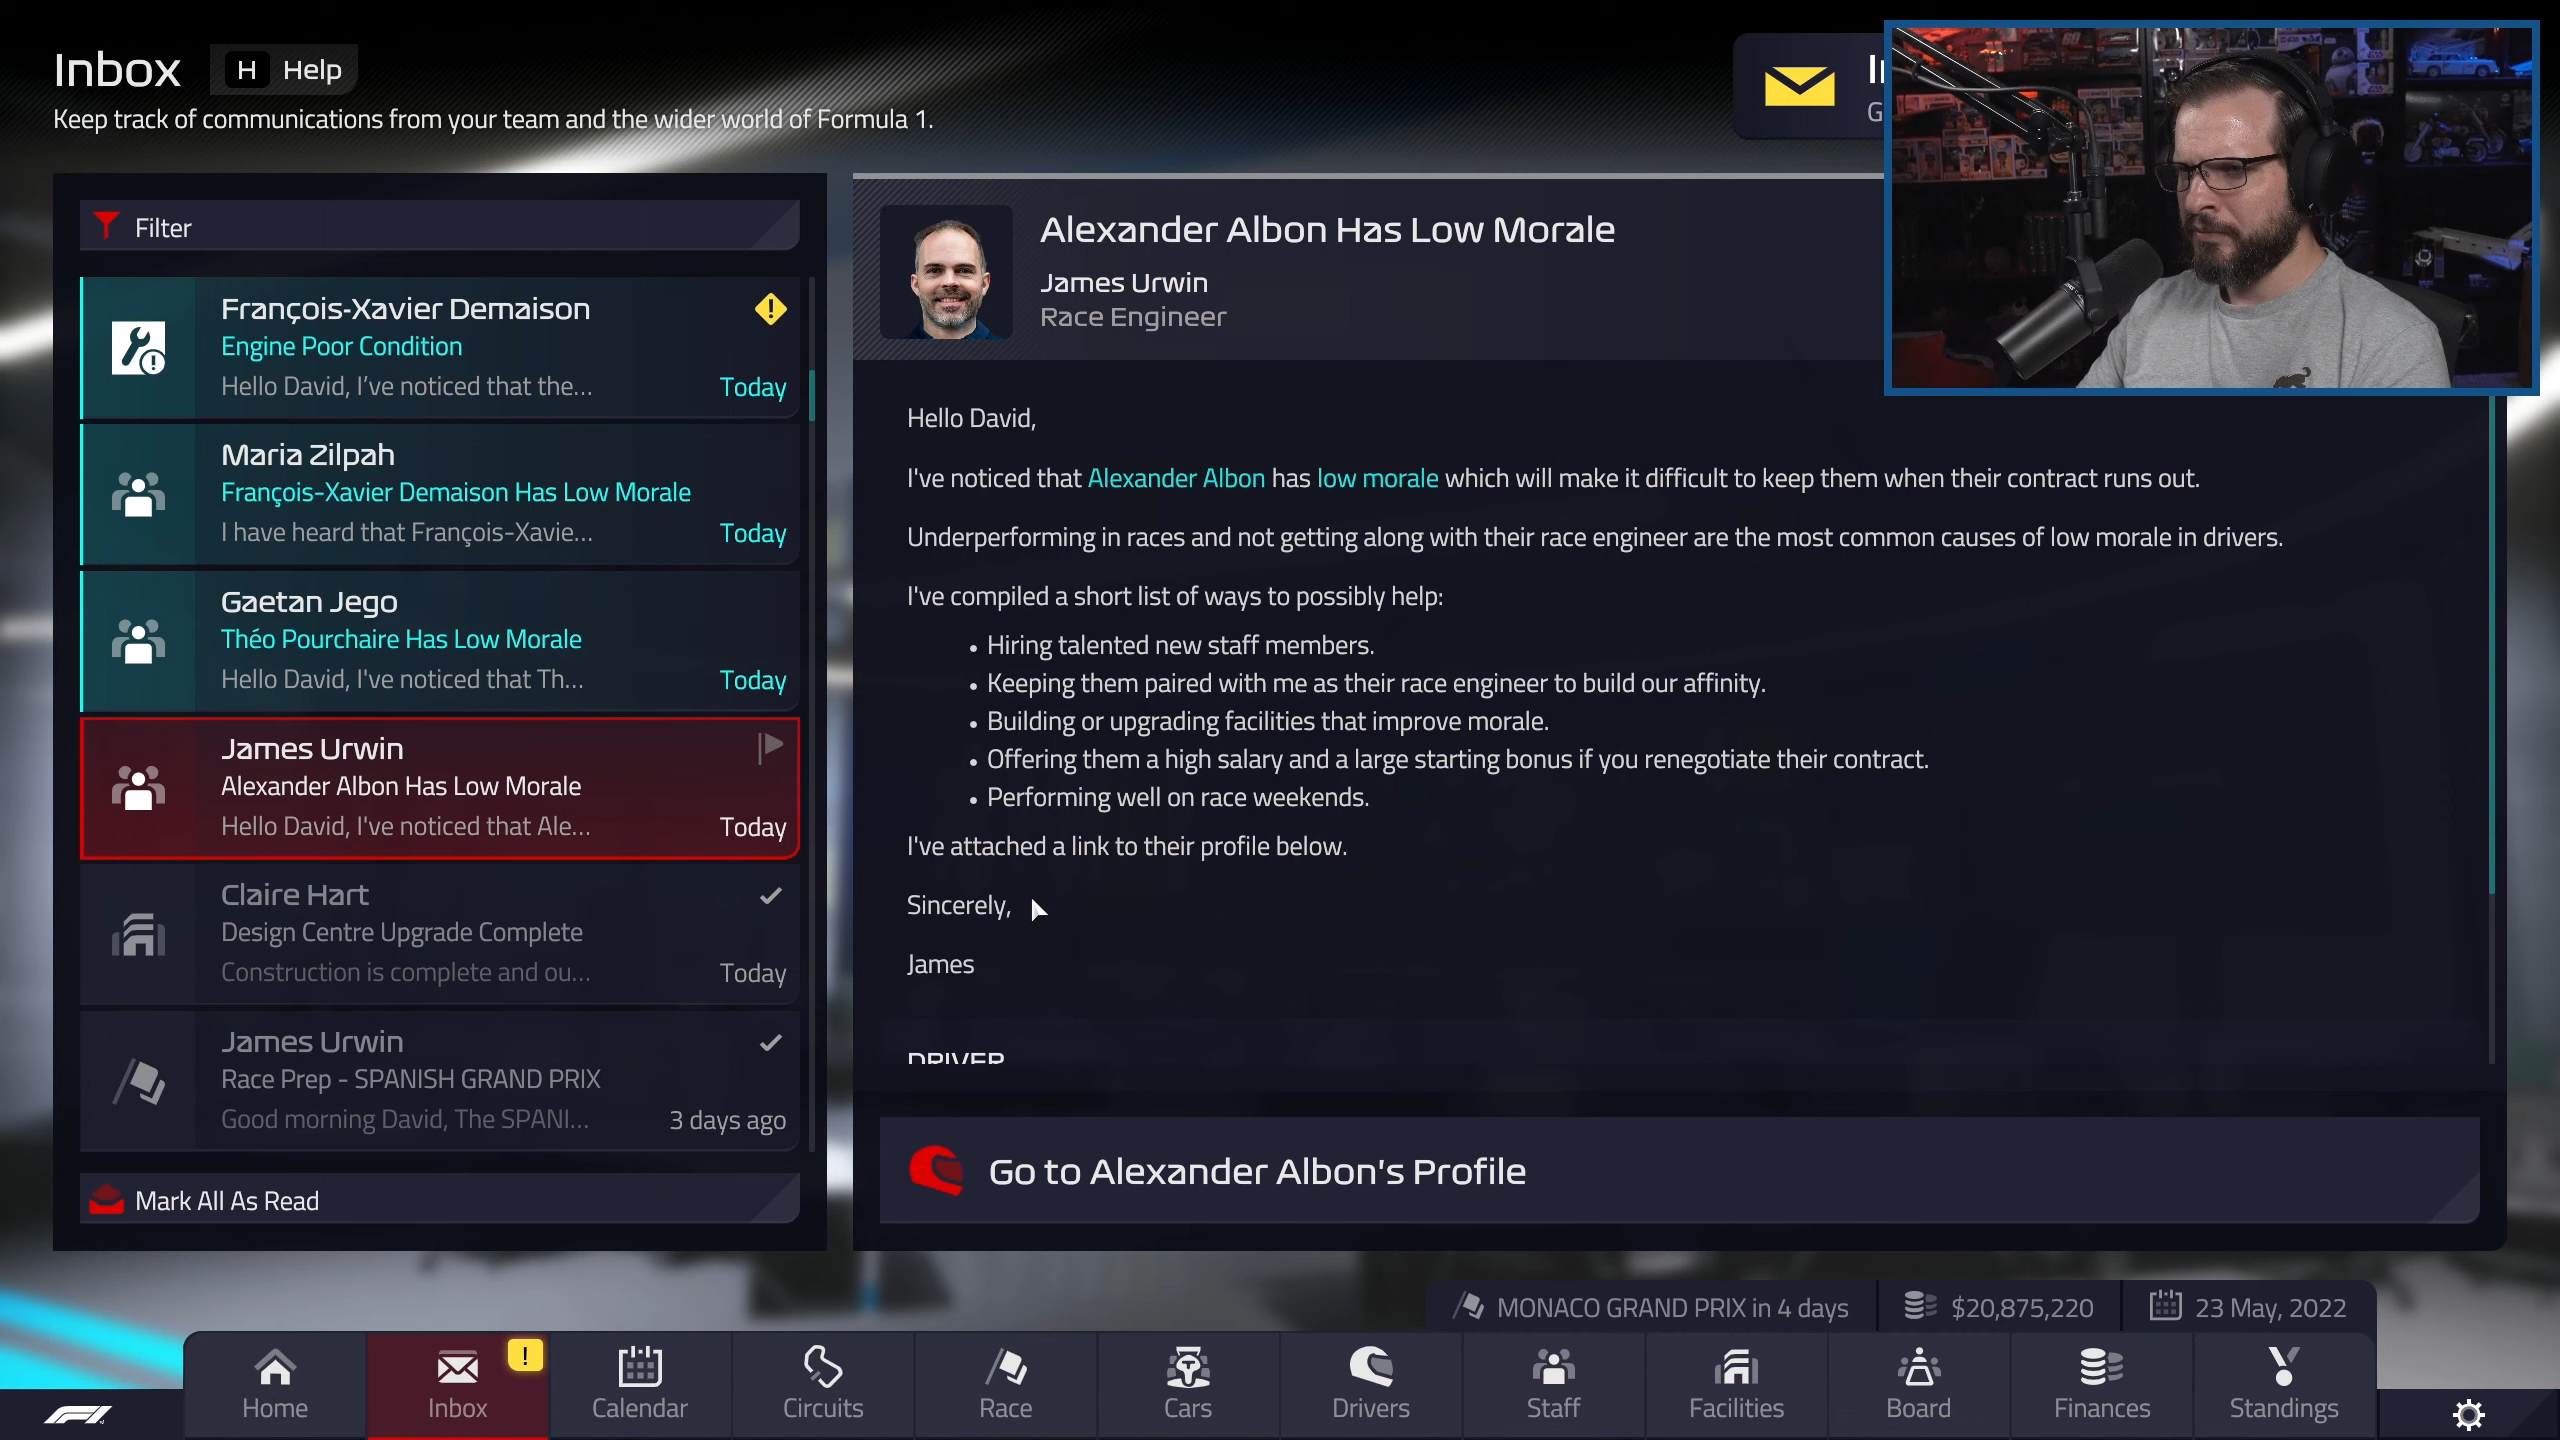 Inbox
H Help
Keep track of communications from your team and the wider world of Formula 1.
Filter
François-Xavier Demaison
Engine Poor Condition
Hello David, I've noticed that the...
Today
Maria Zilpah
François-Xavier Demaison Has Low Morale
I have heard that François-Xavie...
Today
Gaetan Jego
Théo Pourchaire Has Low Morale
Hello David, I've noticed that Th...
Today
James Urwin
Alexander Albon Has Low Morale
Hello David, I've noticed that Ale...
Today
Claire Hart
Design Centre Upgrade Complete
Construction is complete and ou...
Today
James Urwin
Race Prep - SPANISH GRAND PRIX
Good morning David, The SPANI...
3 days ago
Mark All As Read
Alexander Albon Has Low Morale
James Urwin
Race Engineer
Hello David,
I've noticed that Alexander Albon has low morale which will make it difficult to keep them when their contract runs out.
Underperforming in races and not getting along with their race engineer are the most common causes of low morale in drivers.
I've compiled a short list of ways to possibly help:
• Hiring talented new staff members.
• Keeping them paired with me as their race engineer to build our affinity.
• Building or upgrading facilities that improve morale.
• Offering them a high salary and a large starting bonus if you renegotiate their contract.
• Performing well on race weekends.
I've attached a link to their profile below.
Sincerely,
James
DRIVER
Go to Alexander Albon's Profile
MONACO GRAND PRIX in 4 days
$20,875,220
23 May, 2022
Home
Inbox
!
Calendar
Circuits
Race
Cars
Drivers
Staff
Facilities
Board
Finances
Standings